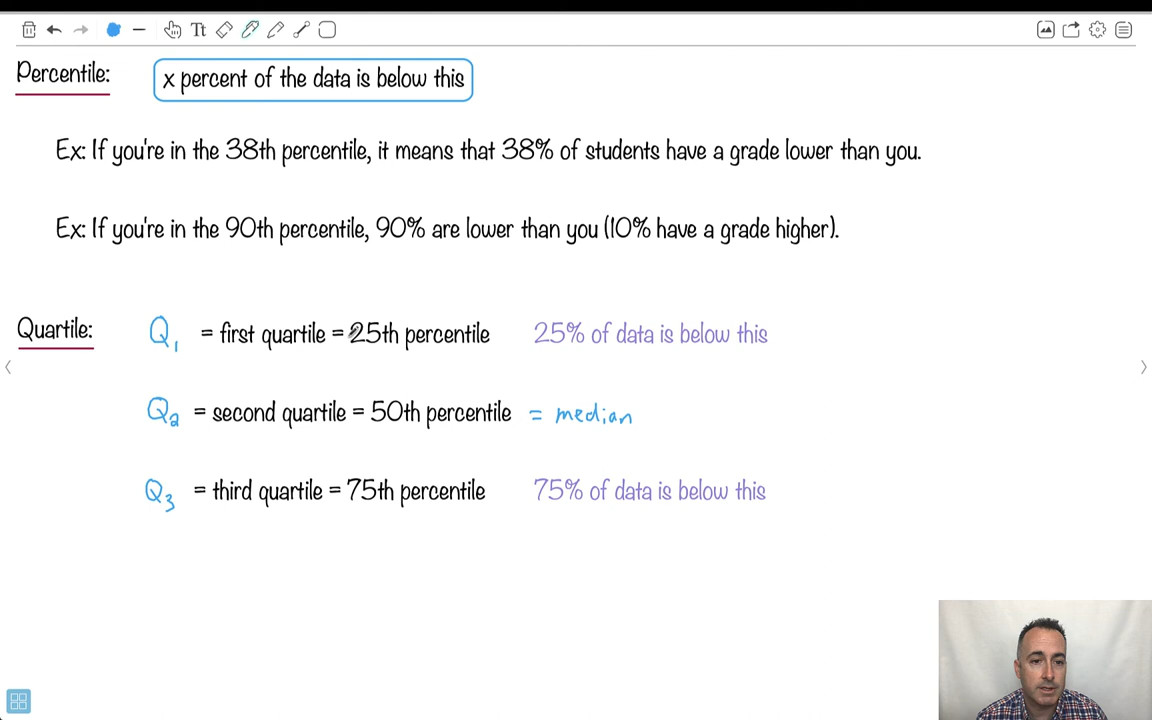 Tt
Percentile: x percent of the data is below this
Ex: If you're in the 38th percentile, it means that 38% of students have a grade lower than you.
Ex: If you're in the 90th percentile, 90% are lower than you (10% have a grade higher).
Quartile: Q1 = first quartile = 25th percentile 25% of data is below this
Q2 = second quartile = 50th percentile = median
Q3 = third quartile = 75th percentile 75% of data is below this